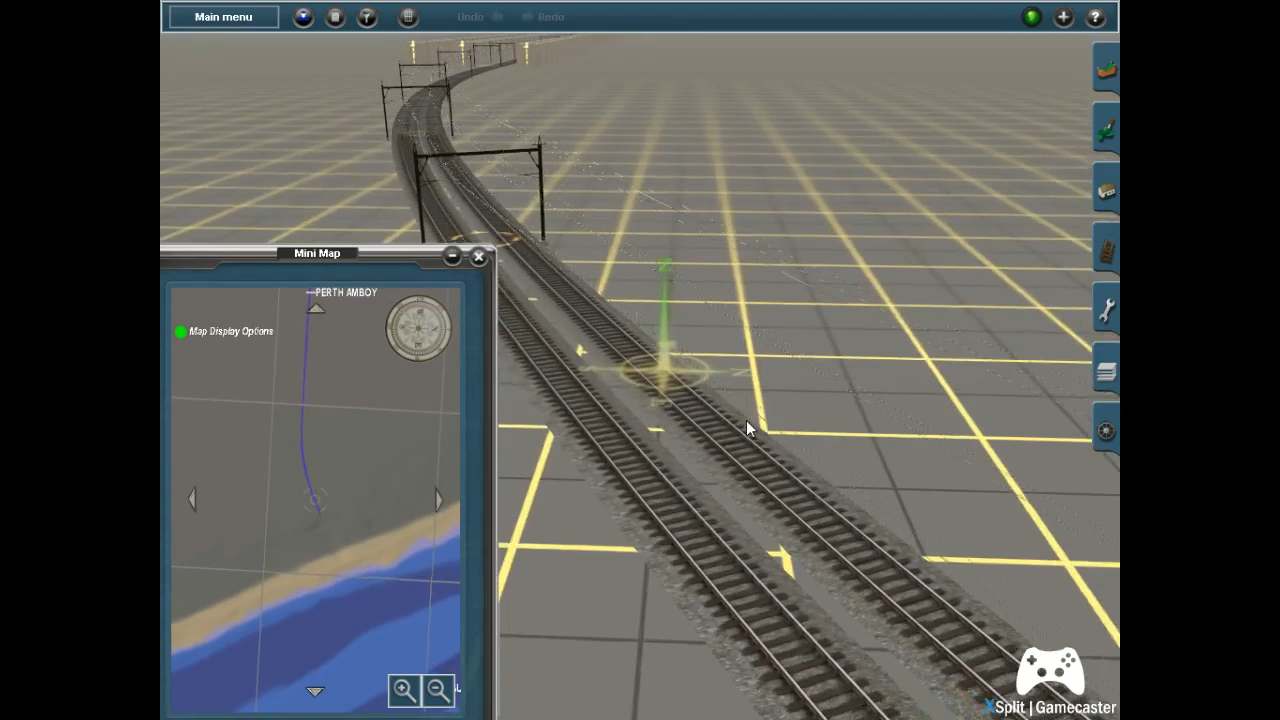 Main menu
Undo
Redo
Mini Map
PERTH AMBOY
Map Display Options
XSplit | Gamecaster